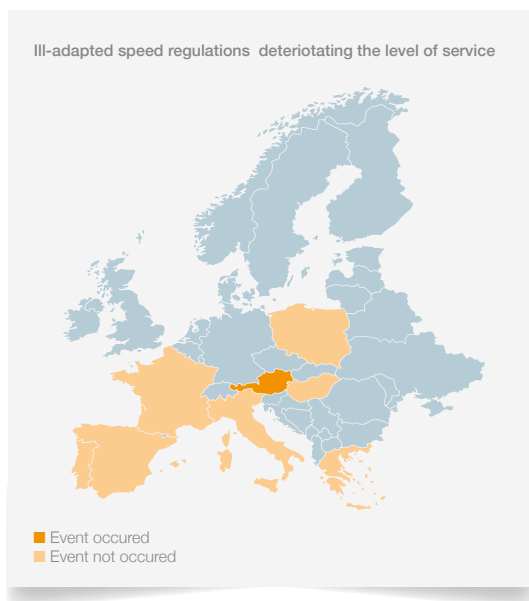 Ill-adapted speed regulations deteriotating the level of service
Event occured
Event not occured